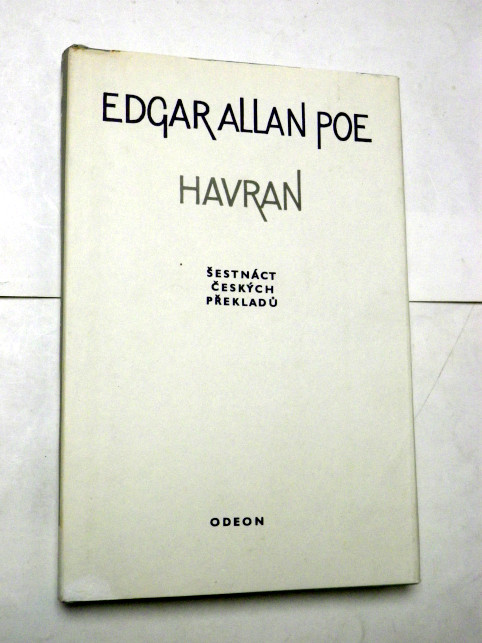 EDGAR ALLAN POE
HAVRAN
ŠESTNÁCT
ČESKÝCH
PŘEKLADŮ
ODEON